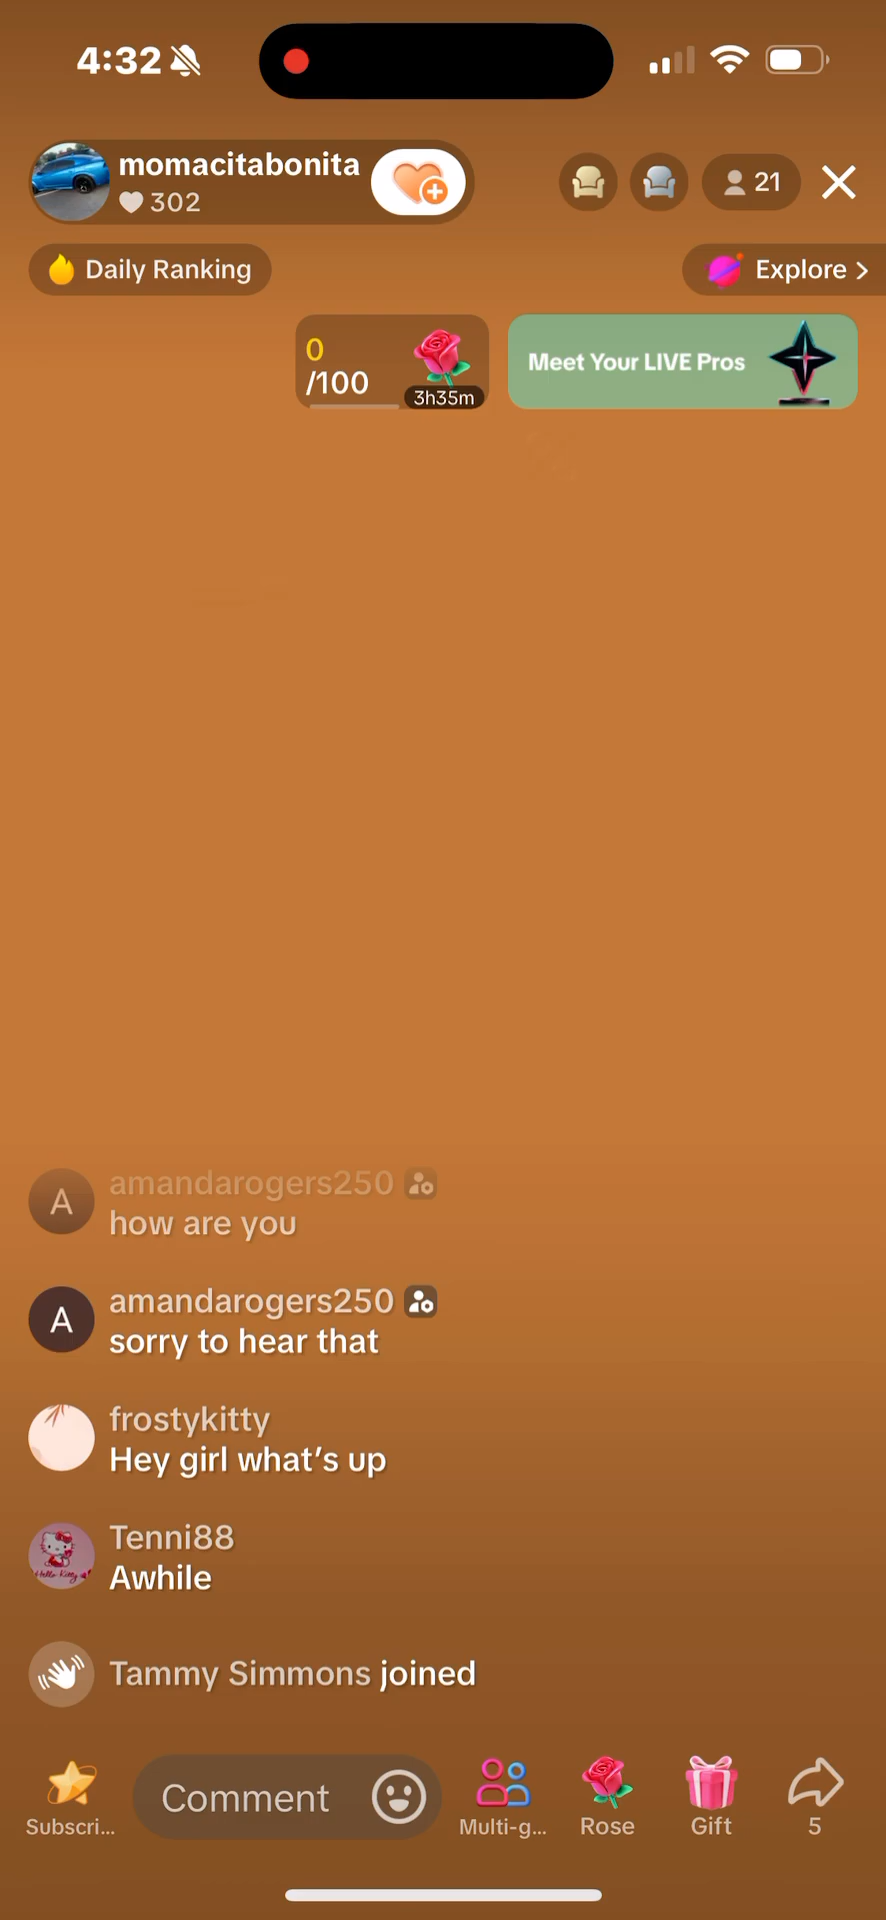 4:32
momacitabonita
302
21
Daily Ranking
Explore >
0
/100
3h35m
Meet Your LIVE Pros
amandarogers250
A
how are you
amandarogers250
A
sorry to hear that
frostykitty
Hey girl what's up
Tenni88
Hello Kitty
Awhile
Tammy Simmons joined
Comment
Subscri...
Multi-g...
Rose
Gift
5